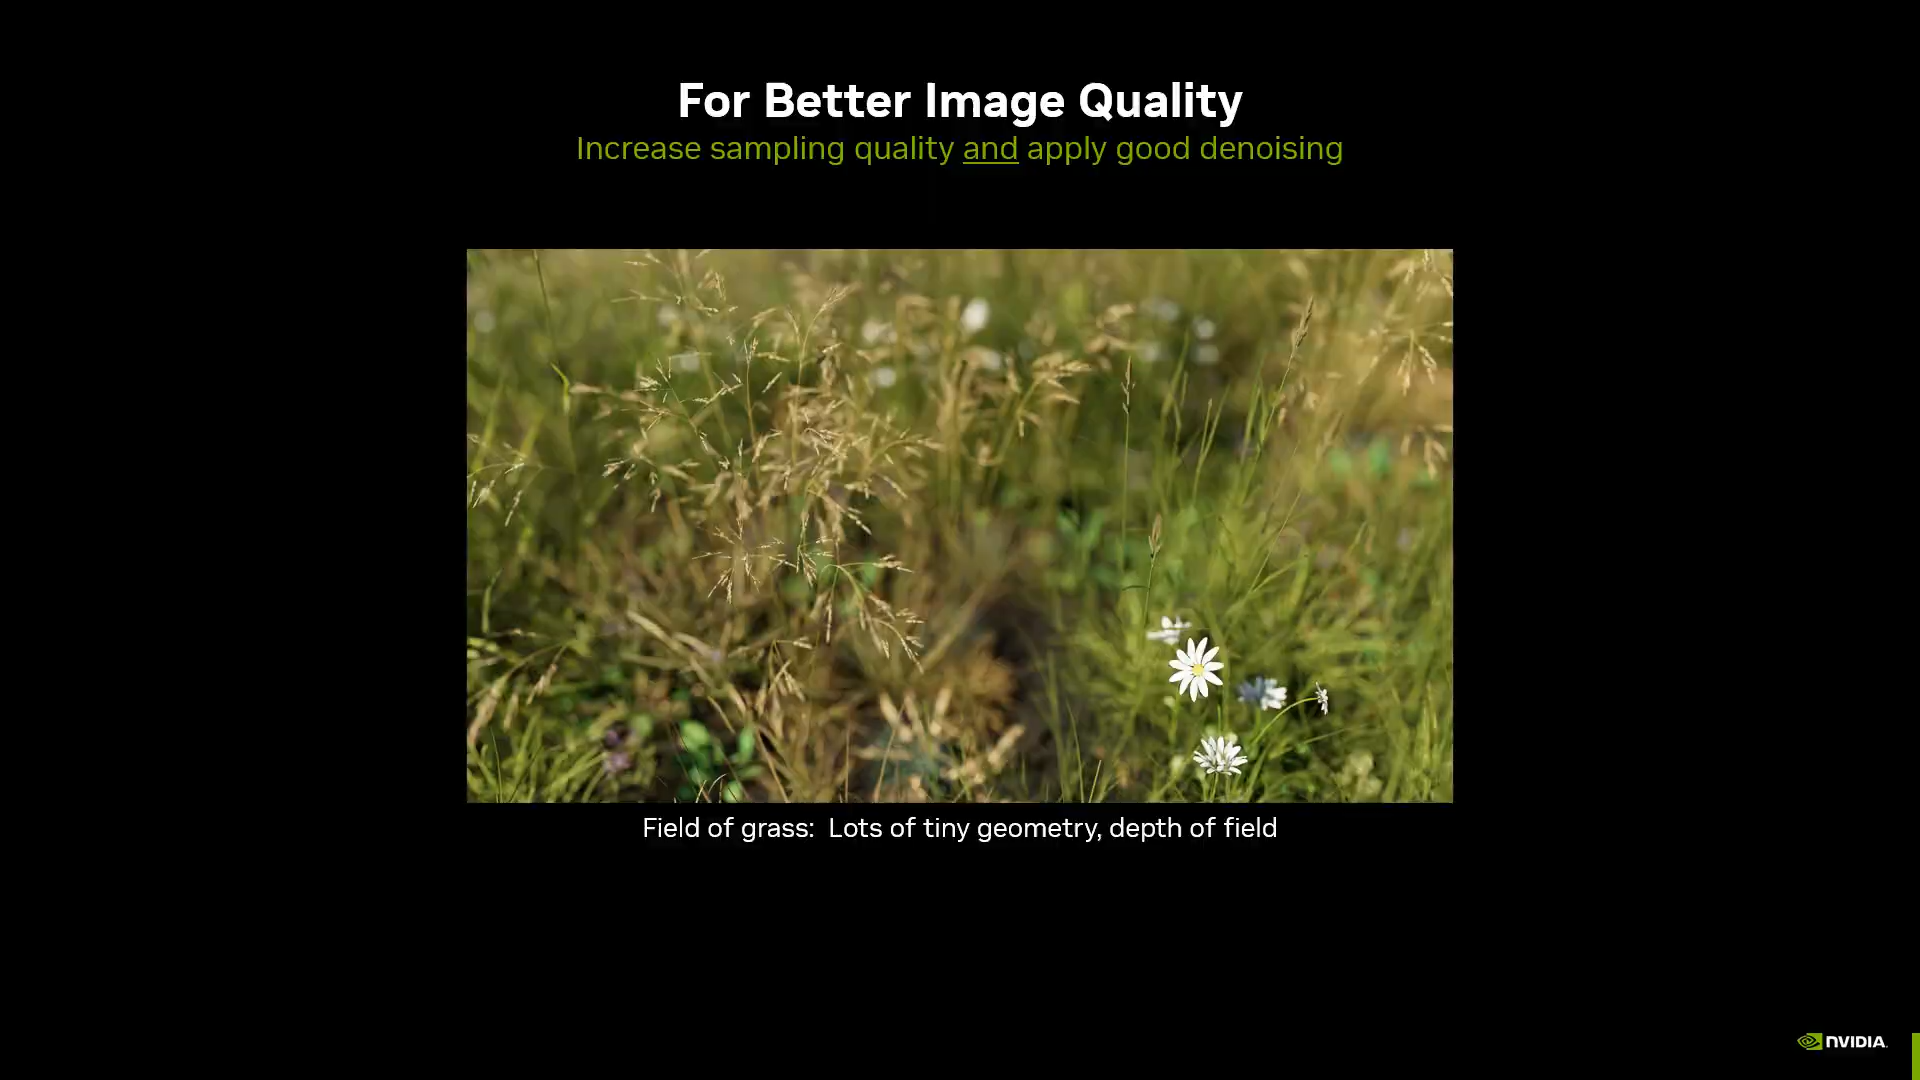 For Better Image Quality
Increase sampling quality and apply good denoising
Field of grass: Lots of tiny geometry, depth of field
NVIDIA.